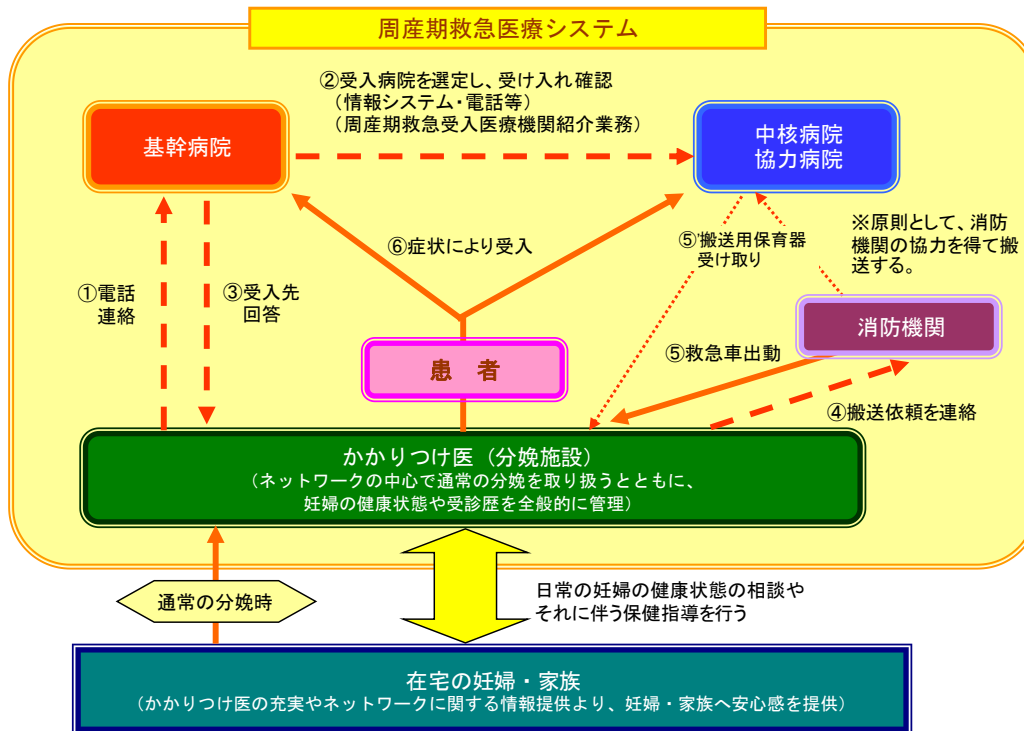 周産期救急医療システム
②受入病院を選定し、受け入れ確認
（情報システム・電話等）
（周産期救急受入医療機関紹介業務）
基幹病院
中核病院
協力病院
①電話
連絡
③受入先
回答
⑥症状により受入
⑤’搬送用保育器
受け取り
※原則として、消防
機関の協力を得て搬
送する。
消防機関
⑤救急車出動
患　者
④搬送依頼を連絡
かかりつけ医（分娩施設）
（ネットワークの中心で通常の分娩を取り扱うとともに、
妊婦の健康状態や受診歴を全般的に管理）
通常の分娩時
日常の妊婦の健康状態の相談や
それに伴う保健指導を行う
在宅の妊婦・家族
（かかりつけ医の充実やネットワークに関する情報提供より、妊婦・家族へ安心感を提供）